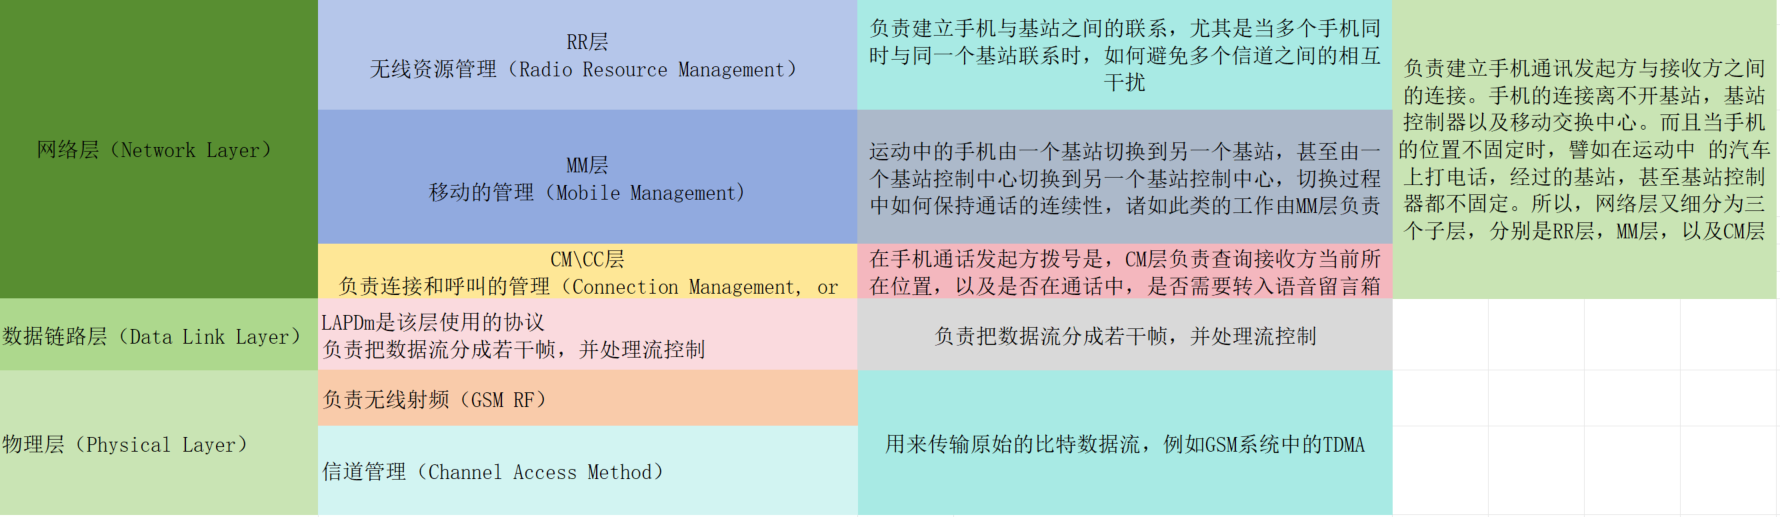 网络层（Network Layer）
RR层
无线资源管理（Radio Resource Management）
负责建立手机与基站之间的联系，尤其是当多个手机同
时与同一个基站联系时，如何避免多个信道之间的相互
干扰
负责建立手机通讯发起方与接收方之间
的连接。手机的连接离不开基站，基站
控制器以及移动交换中心。而且当手机
的位置不固定时，譬如在运动中 的汽车
上打电话，经过的基站，甚至基站控制
器都不固定。所以，网络层又细分为三
个子层，分别是RR层，MM层，以及CM层
MM层
移动的管理（Mobile Management)
运动中的手机由一个基站切换到另一个基站，甚至由一
个基站控制中心切换到另一个基站控制中心，切换过程
中如何保持通话的连续性，诸如此类的工作由MM层负责
CM\CC层
负责连接和呼叫的管理（Connection Management, or
在手机通话发起方拨号是，CM层负责查询接收方当前所
在位置，以及是否在通话中，是否需要转入语音留言箱
数据链路层（Data Link Layer）
LAPDm是该层使用的协议
负责把数据流分成若干帧，并处理流控制
负责把数据流分成若干帧，并处理流控制
物理层（Physical Layer）
负责无线射频（GSM RF）
信道管理（Channel Access Method）
用来传输原始的比特数据流，例如GSM系统中的TDMA